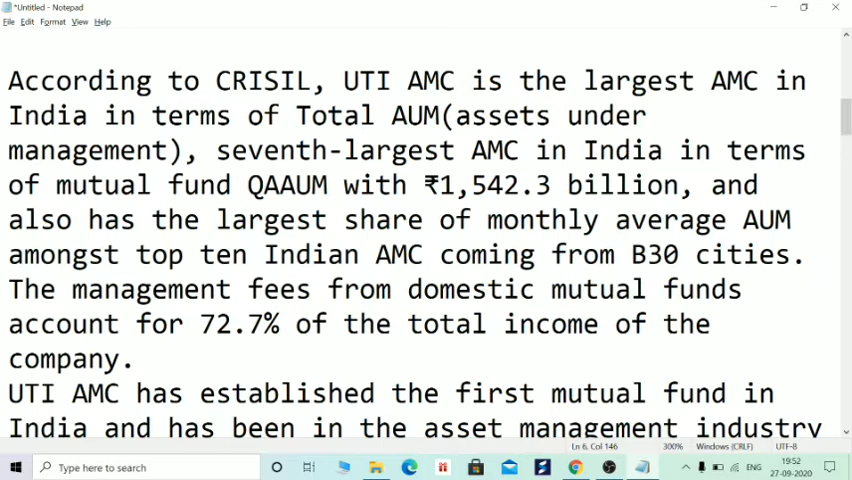 *Untitled - Notepad
File Edit Format View Help
According to CRISIL, UTI AMC is the largest AMC in
India in terms of Total AUM(assets under
management), seventh-largest AMC in India in terms
of mutual fund QAAUM with ₹1,542.3 billion, and
also has the largest share of monthly average AUM
amongst top ten Indian AMC coming from B30 cities.
The management fees from domestic mutual funds
account for 72.7% of the total income of the
company.
UTI AMC has established the first mutual fund in
India and has been in the asset management industry
Ln 6, Col 146 300% Windows (CRLF) UTF-8
Type here to search
ENG
19:52
27-09-2020